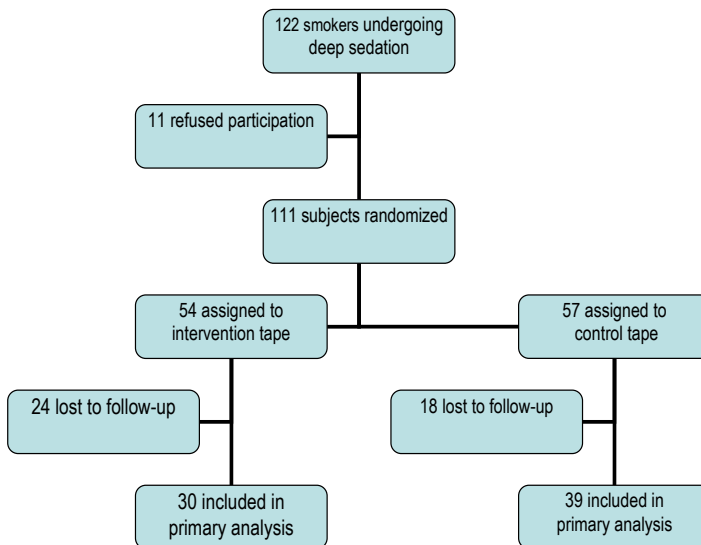 122 smokers undergoing
deep sedation
11 refused participation
111 subjects randomized
54 assigned to
intervention tape
57 assigned to
control tape
24 lost to follow-up
18 lost to follow-up
30 included in
primary analysis
39 included in
primary analysis